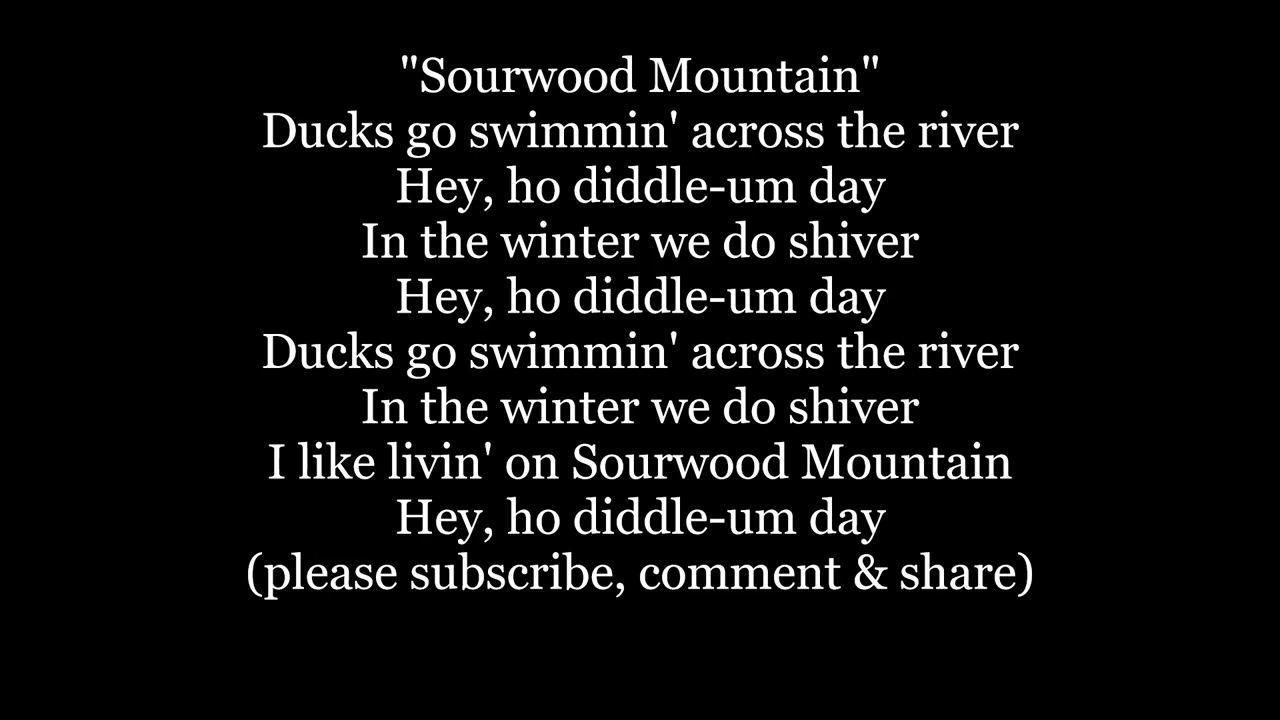 "Sourwood Mountain"
Ducks go swimmin' across the river
Hey, ho diddle-um day
In the winter we do shiver
Hey, ho diddle-um day
Ducks go swimmin' across the river
In the winter we do shiver
I like livin' on Sourwood Mountain
Hey, ho diddle-um day
(please subscribe, comment & share)